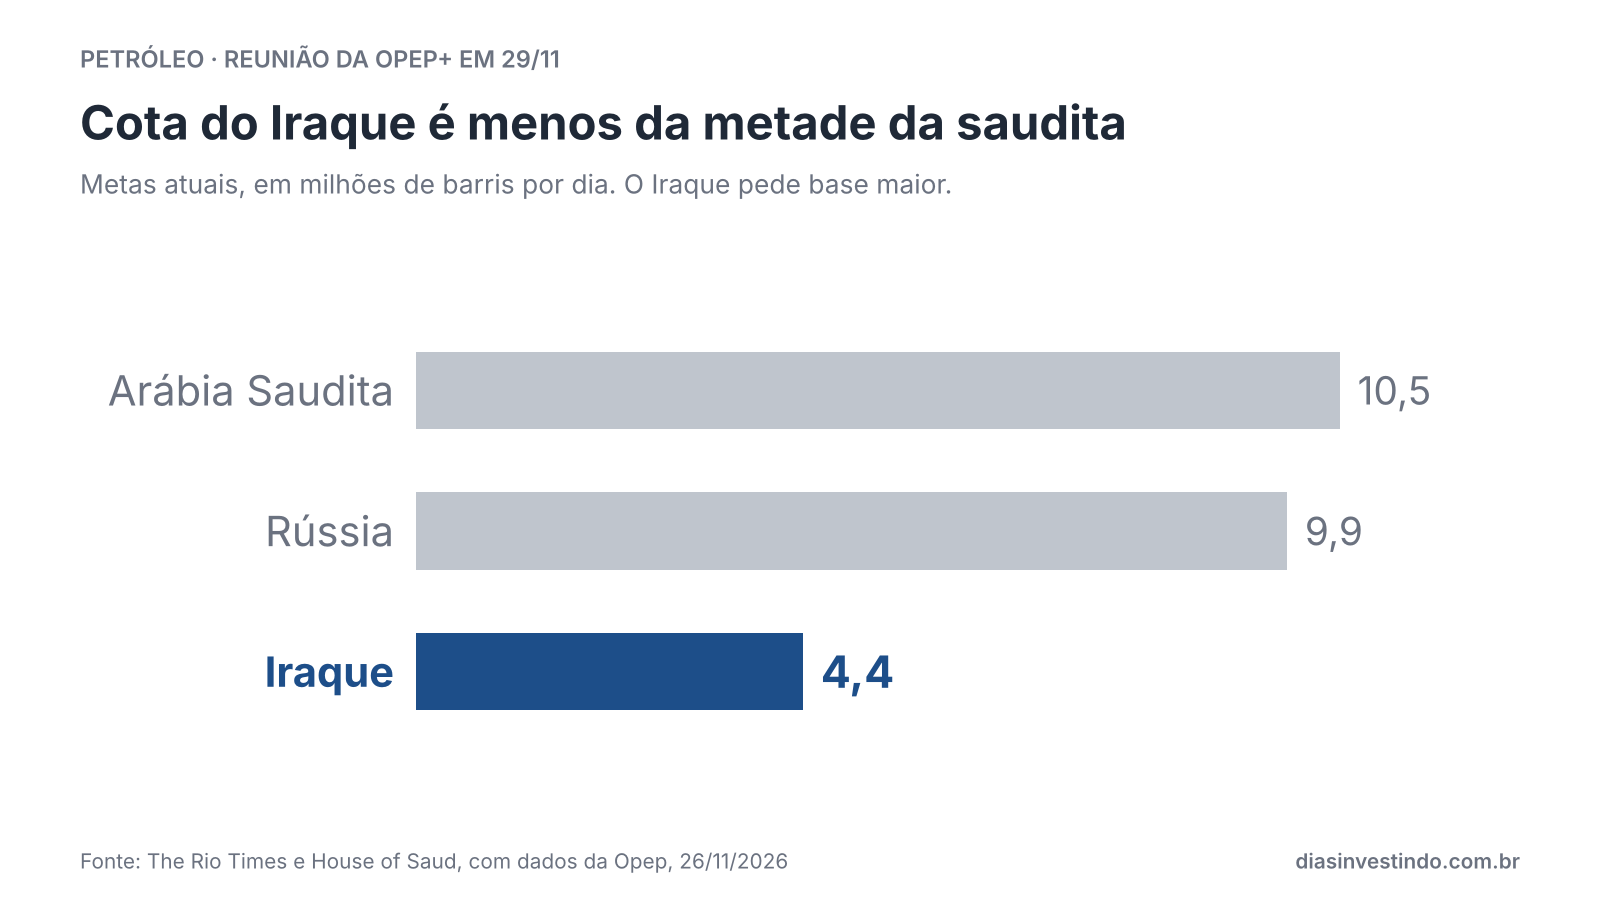 PETRÓLEO · REUNIÃO DA OPEP+ EM 29/11
Cota do Iraque é menos da metade da saudita
Metas atuais, em milhões de barris por dia. O Iraque pede base maior.
Arábia Saudita 10,5
Rússia 9,9
Iraque 4,4
Fonte: The Rio Times e House of Saud, com dados da Opep, 26/11/2026
diasinvestindo.com.br